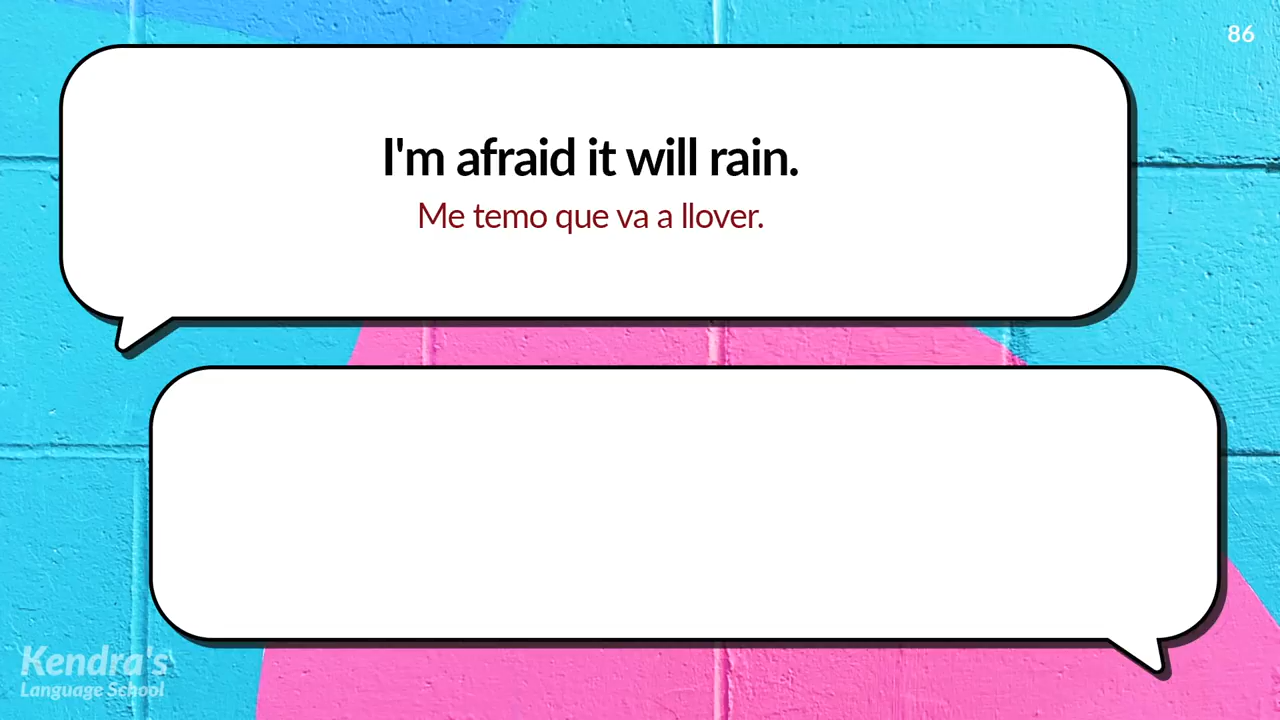 86
I'm afraid it will rain.
Me temo que va a llover.
Kendra's
Language School